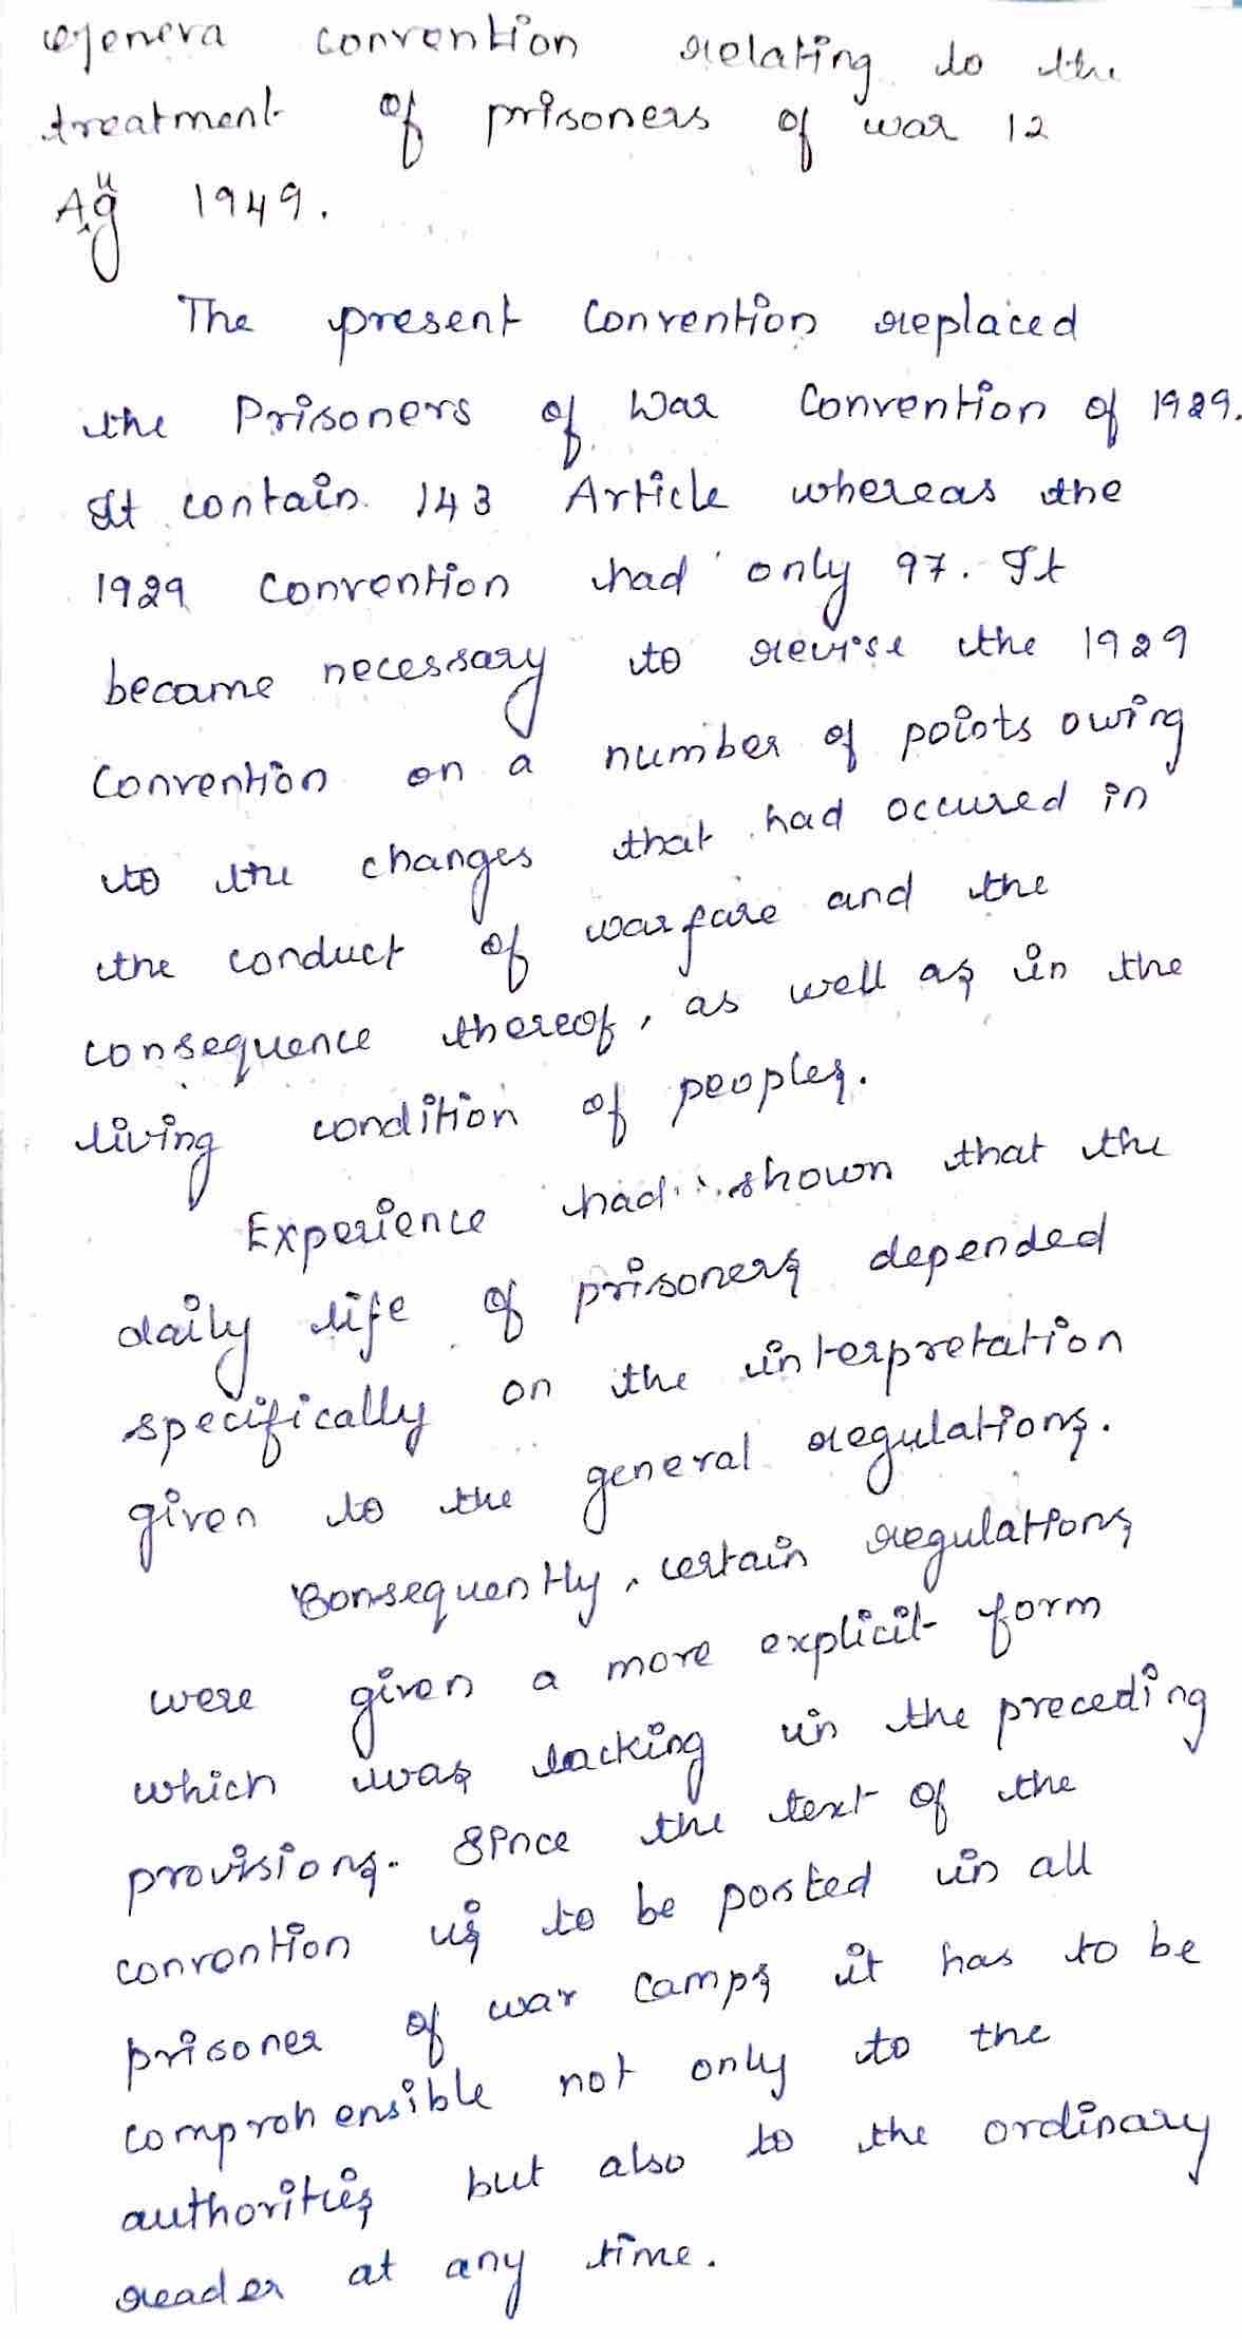 Geneva convention relating to the
treatment of prisoners of war 12
Aug 1949.
The present Convention replaced
the Prisoners of War Convention of 1929.
It contain 143 Article whereas the
1929 Convention had only 97. It
became necessary to revise the 1929
Convention on a number of points owing
to the changes that had occured in
the conduct of warfare and the
consequence thereof, as well as in the
living condition of peoples.
Experience had shown that the
daily life of prisoners depended
specifically on the interpretation
given to the general regulations.
Consequently, certain regulations
were given a more explicit form
which was lacking in the preceding
provisions. Since the text of the
convention is to be posted in all
prisoner of war camps it has to be
comprehensible not only to the
authorities but also to the ordinary
reader at any time.